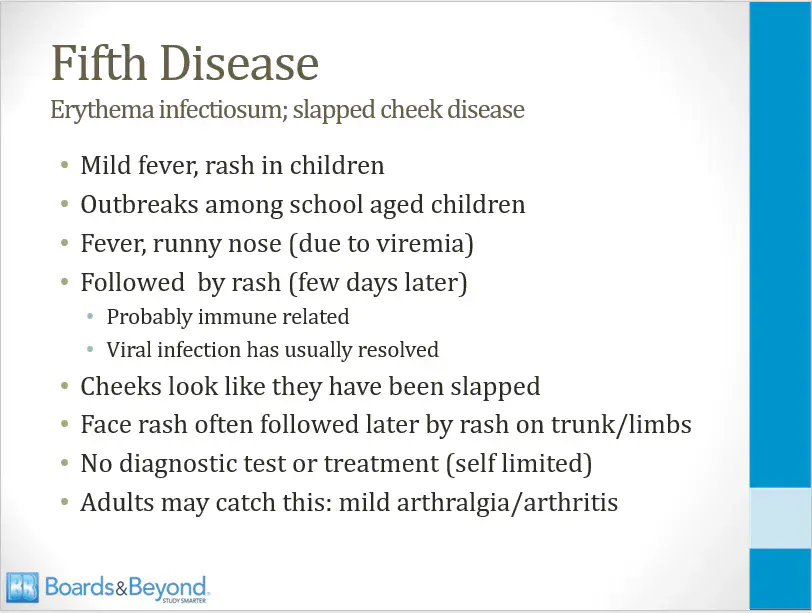 Fifth Disease
Erythema infectiosum; slapped cheek disease
• Mild fever, rash in children
• Outbreaks among school aged children
• Fever, runny nose (due to viremia)
• Followed  by rash (few days later)
• Probably immune related
• Viral infection has usually resolved
• Cheeks look like they have been slapped
• Face rash often followed later by rash on trunk/limbs
• No diagnostic test or treatment (self limited)
• Adults may catch this: mild arthralgia/arthritis
BB Boards&Beyond.
STUDY SMARTER